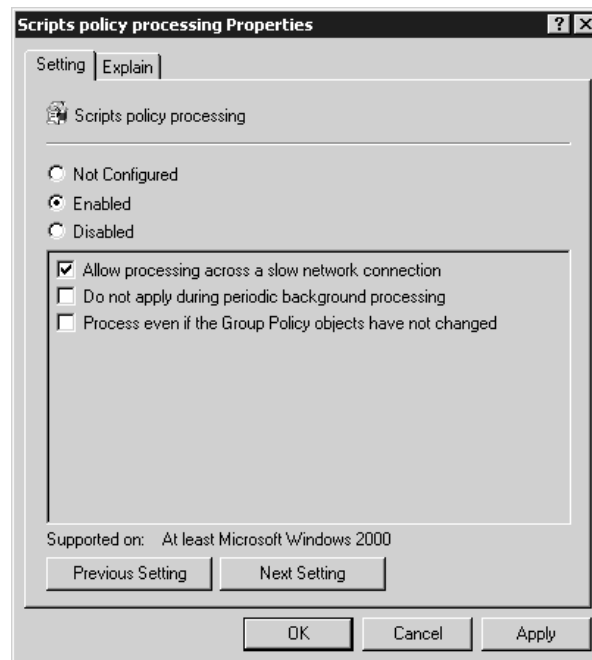 Scripts policy processing Properties
Setting Explain
Scripts policy processing
Not Configured
Enabled
Disabled
Allow processing across a slow network connection
Do not apply during periodic background processing
Process even if the Group Policy objects have not changed
Supported on: At least Microsoft Windows 2000
Previous Setting Next Setting
OK Cancel Apply